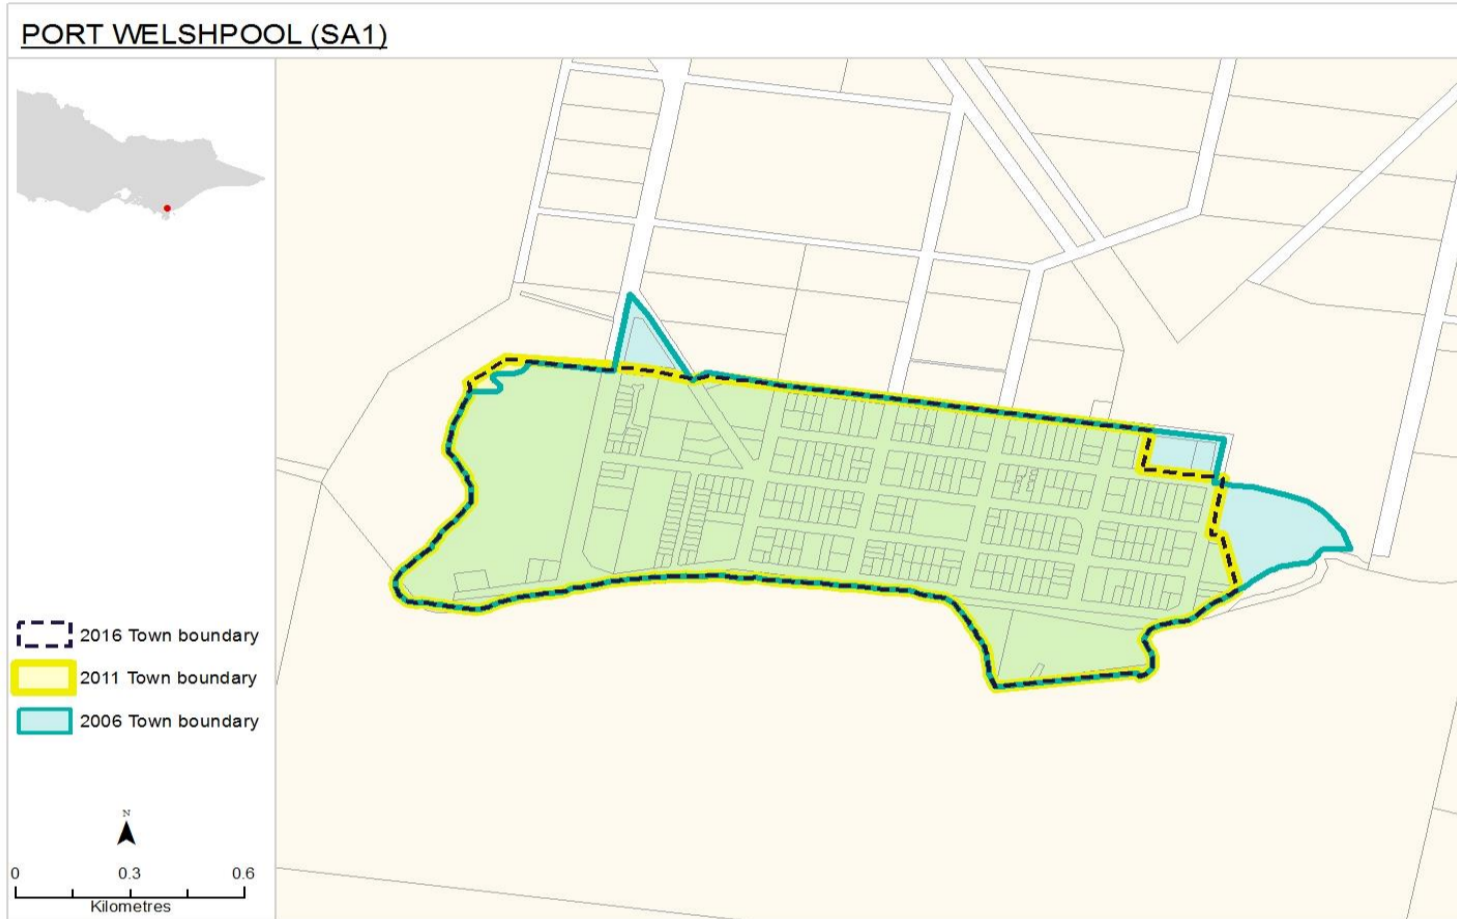 PORT WELSHPOOL (SA1)
2016 Town boundary
2011 Town boundary
2006 Town boundary
N
0 0.3 0.6
Kilometres